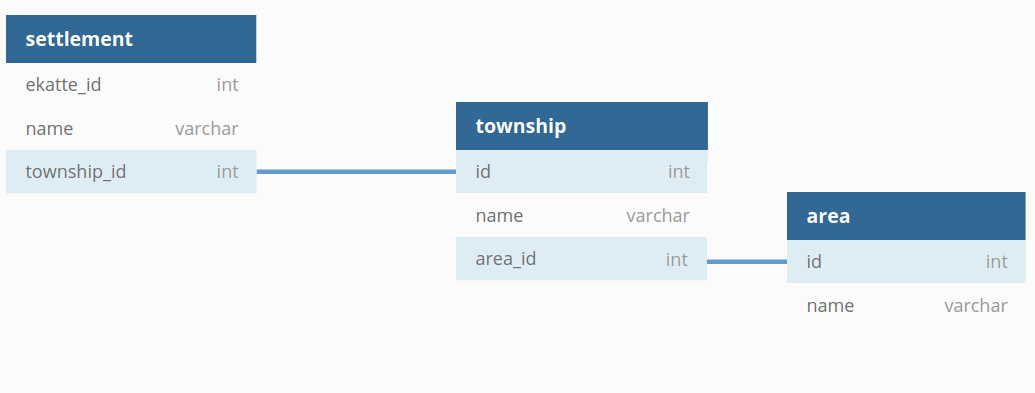 settlement
ekatte_id int
name varchar
township_id int
township
id int
name varchar
area_id int
area
id int
name varchar